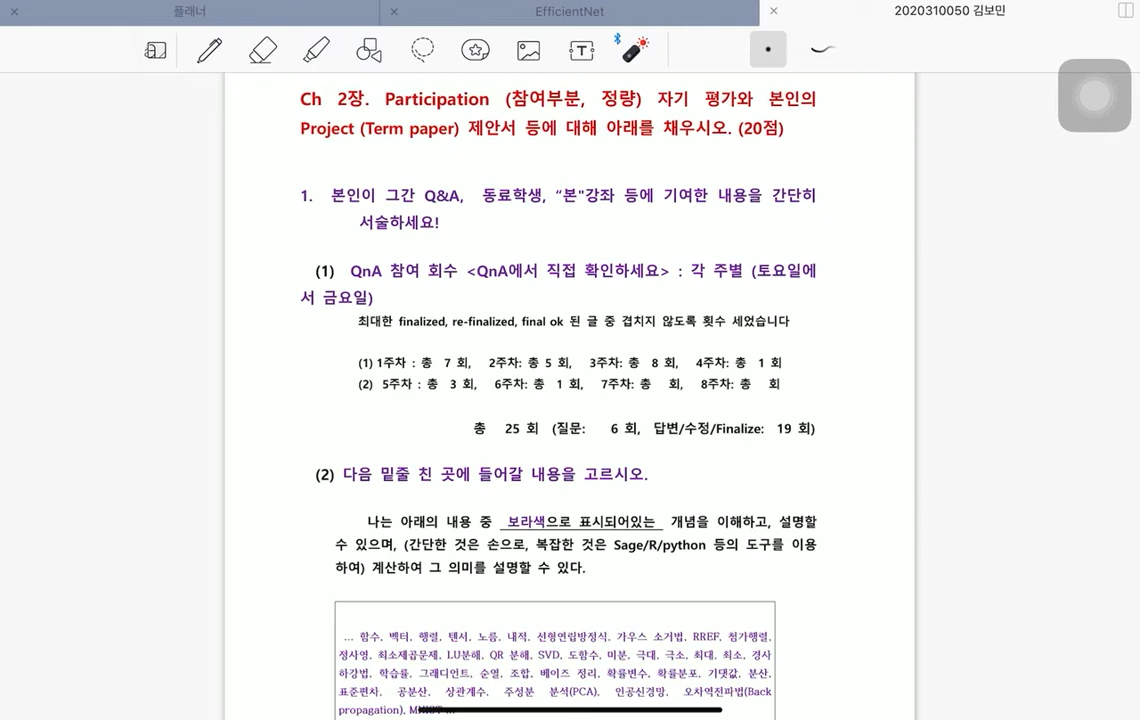 플래너
EfficientNet
2020310050 김보민
Ch 2장. Participation (참여부분, 정량) 자기 평가와 본인의
Project (Term paper) 제안서 등에 대해 아래를 채우시오. (20점)
1. 본인이 그간 Q&A, 동료학생, “본"강좌 등에 기여한 내용을 간단히
서술하세요!
(1) QnA 참여 회수 <QnA에서 직접 확인하세요> : 각 주별 (토요일에
서 금요일)
최대한 finalized, re-finalized, final ok 된 글 중 겹치지 않도록 횟수 세었습니다
(1) 1주차 : 총 7 회, 2주차: 총 5 회, 3주차: 총 8 회, 4주차: 총 1 회
(2) 5주차 : 총 3 회, 6주차: 총 1 회, 7주차: 총 회, 8주차: 총 회
총 25 회 (질문: 6 회, 답변/수정/Finalize: 19 회)
(2) 다음 밑줄 친 곳에 들어갈 내용을 고르시오.
나는 아래의 내용 중 보라색으로 표시되어있는 개념을 이해하고, 설명할
수 있으며, (간단한 것은 손으로, 복잡한 것은 Sage/R/python 등의 도구를 이용
하여) 계산하여 그 의미를 설명할 수 있다.
... 함수, 벡터, 행렬, 텐서, 노름, 내적, 선형연립방정식, 가우스 소거법, RREF, 첨가행렬,
정사영, 최소제곱문제, LU분해, QR 분해, SVD, 도함수, 미분, 극대, 극소, 최대, 최소, 경사
하강법, 학습률, 그래디언트, 순열, 조합, 베이즈 정리, 확률변수, 확률분포, 기댓값, 분산,
표준편차, 공분산, 상관계수, 주성분 분석(PCA), 인공신경망, 오차역전파법(Back
propagation), MNIST ...